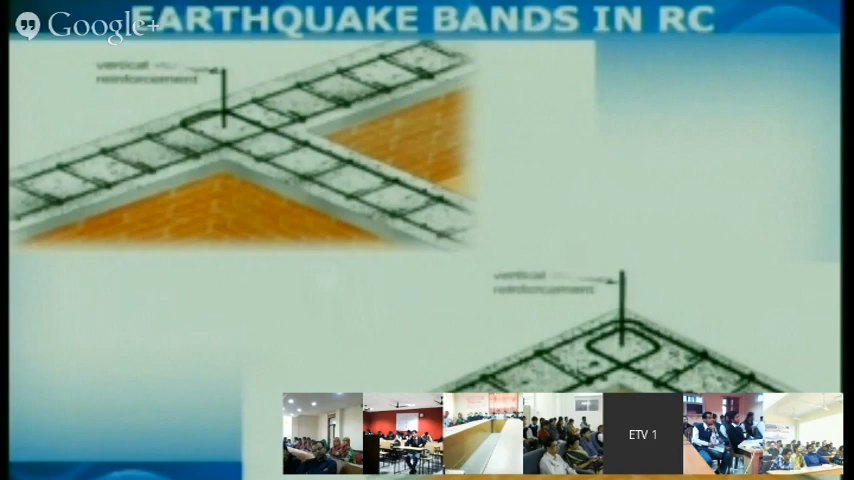 EARTHQUAKE BANDS IN RC
Google+
vertical
reinforcement
vertical
reinforcement
ETV 1